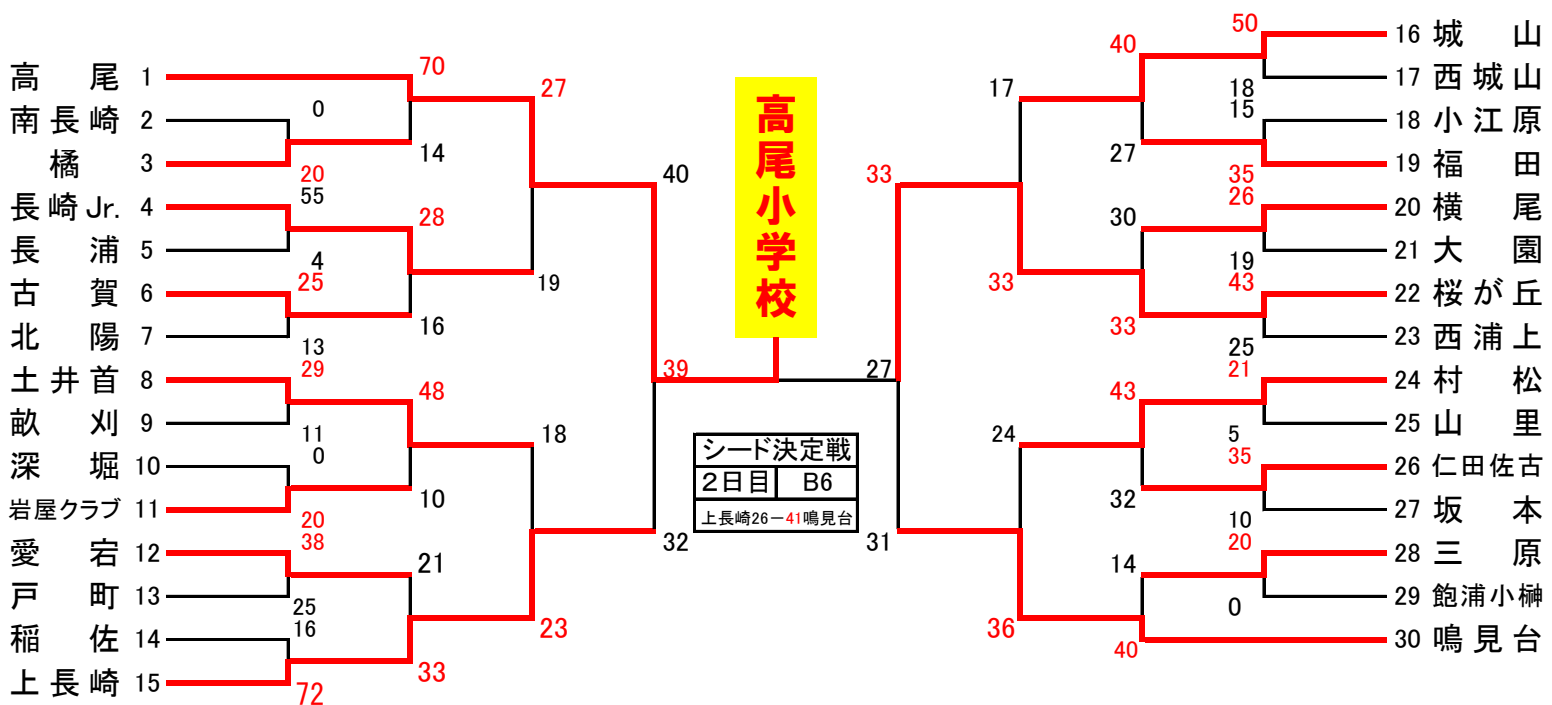 高尾 1
南長崎 2
橘 3
長崎Jr. 4
長浦 5
古賀 6
北陽 7
土井首 8
畝刈 9
深堀 10
岩屋クラブ 11
愛宕 12
戸町 13
稲佐 14
上長崎 15
0
20
55
4
25
13
29
11
0
20
38
25
16
72
70
14
28
16
48
10
21
33
27
19
18
23
40
32
39
高尾小学校
シード決定戦
2日目 B6
上長崎26－41鳴見台
27
33
31
17
33
24
36
40
27
30
33
43
32
14
40
50
18
15
35
26
19
43
25
21
5
35
10
20
0
16 城山
17 西城山
18 小江原
19 福田
20 横尾
21 大園
22 桜が丘
23 西浦上
24 村松
25 山里
26 仁田佐古
27 坂本
28 三原
29 飽浦小榊
30 鳴見台